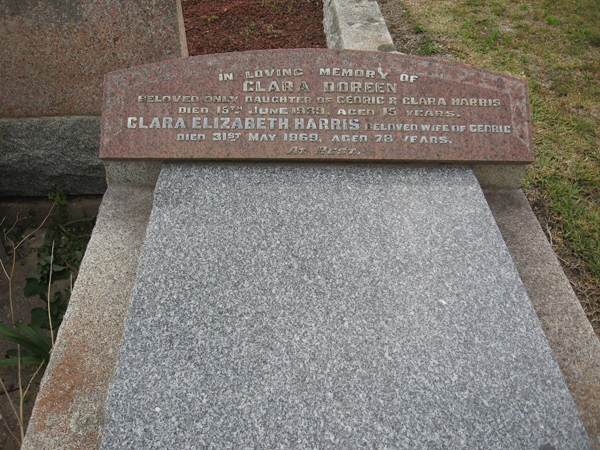 IN LOVING MEMORY OF
CLARA DOREEN
BELOVED ONLY DAUGHTER OF CEDRIC & CLARA HARRIS
DIED 15TH JUNE 1939, AGED 15 YEARS.
CLARA ELIZABETH HARRIS BELOVED WIFE OF CEDRIC
DIED 31ST MAY 1969, AGED 78 YEARS.
AT REST.